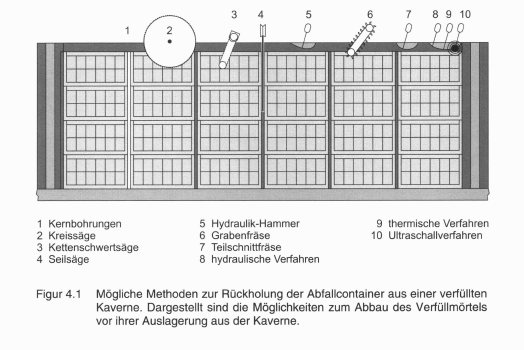 1 2 3 4 5 6 7 8 9 10
1 Kernbohrungen
2 Kreissäge
3 Kettenschwertsäge
4 Seilsäge
5 Hydraulik-Hammer
6 Grabenfräse
7 Teilschnittfräse
8 hydraulische Verfahren
9 thermische Verfahren
10 Ultraschallverfahren
Figur 4.1 Mögliche Methoden zur Rückholung der Abfallcontainer aus einer verfüllten
Kaverne. Dargestellt sind die Möglichkeiten zum Abbau des Verfüllmörtels
vor ihrer Auslagerung aus der Kaverne.